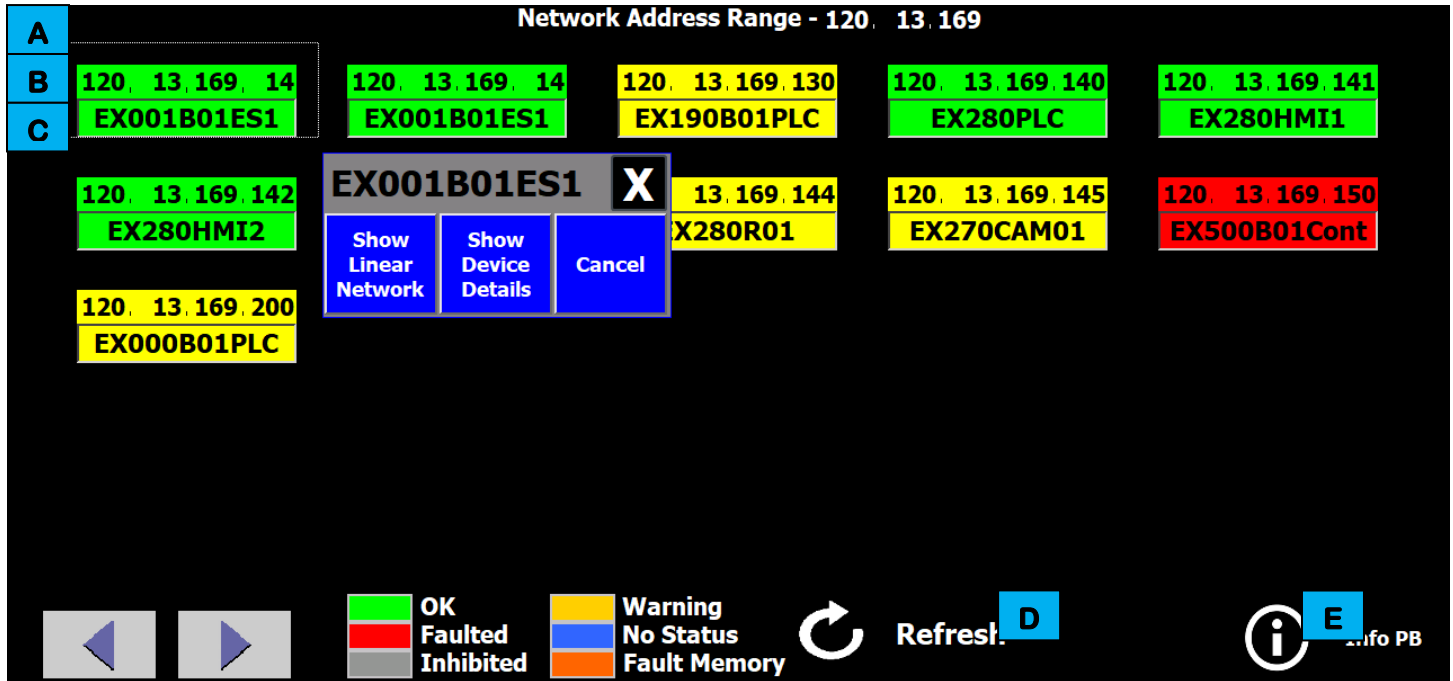 A
Network Address Range - 120. 13.169
B
120. 13.169. 14
120. 13.169. 14
120. 13.169.130
120. 13.169.140
120. 13.169.141
C
EX001B01ES1
EX001B01ES1
EX190B01PLC
EX280PLC
EX280HMI1
120. 13.169.142
EX001B01ES1
X
13.169.144
120. 13.169.145
120. 13.169.150
EX280HMI2
X280R01
EX270CAM01
EX500B01Cont
Show
Linear
Network
Show
Device
Details
Cancel
120. 13.169.200
EX000B01PLC
OK
Faulted
Inhibited
Warning
No Status
Fault Memory
Refresh
D
i
E
Info PB